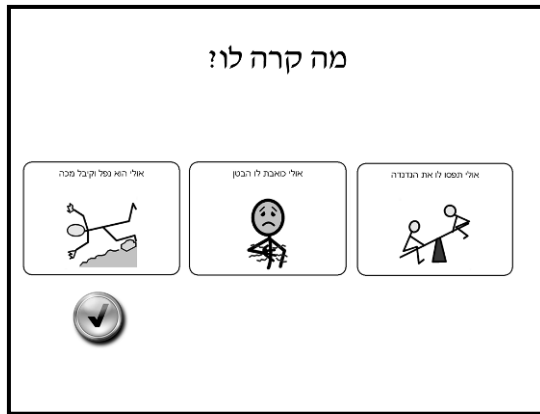 מה קרה לו?
אולי תפסו לו את הנדנדה
אולי כואבת לו הבטן
אולי הוא נפל וקיבל מכה